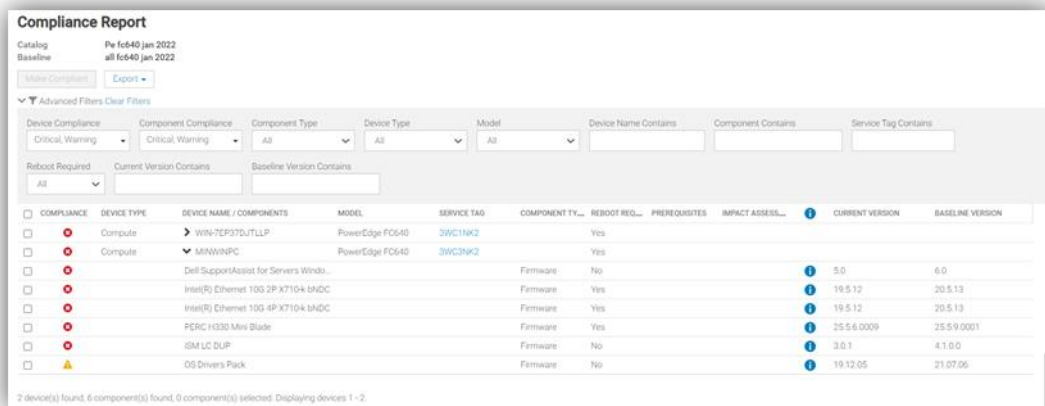 Compliance Report
Catalog Pe fc640 jan 2022
Baseline all fc640 jan 2022
Make Compliant Export
Advanced Filters Clear Filters
Device Compliance Component Compliance Component Type Device Type Model Device Name Contains Component Contains Service Tag Contains
Critical, Warning Critical, Warning All All All
Reboot Required Current Version Contains Baseline Version Contains
All
COMPLIANCE DEVICE TYPE DEVICE NAME / COMPONENTS MODEL SERVICE TAG COMPONENT TY... REBOOT REQ... PREREQUISITES IMPACT ASSESS... CURRENT VERSION BASELINE VERSION
Compute WIN-7EP37DJTLLP PowerEdge FC640 3WC1NK2 Yes
Compute MINWINPC PowerEdge FC640 3WC3NK2 Yes
Dell SupportAssist for Servers Windo... Firmware No 5.0 6.0
Intel(R) Ethernet 10G 2P X710-k bNDC Firmware Yes 19.5.12 20.5.13
Intel(R) Ethernet 10G 4P X710-k bNDC Firmware Yes 19.5.12 20.5.13
PERC H330 Mini Blade Firmware Yes 25.5.6.0009 25.5.9.0001
iSM LC DUP Firmware No 3.0.1 4.1.0.0
OS Drivers Pack Firmware No 19.12.05 21.07.06
2 device(s) found, 6 component(s) found, 0 component(s) selected. Displaying devices 1 - 2.